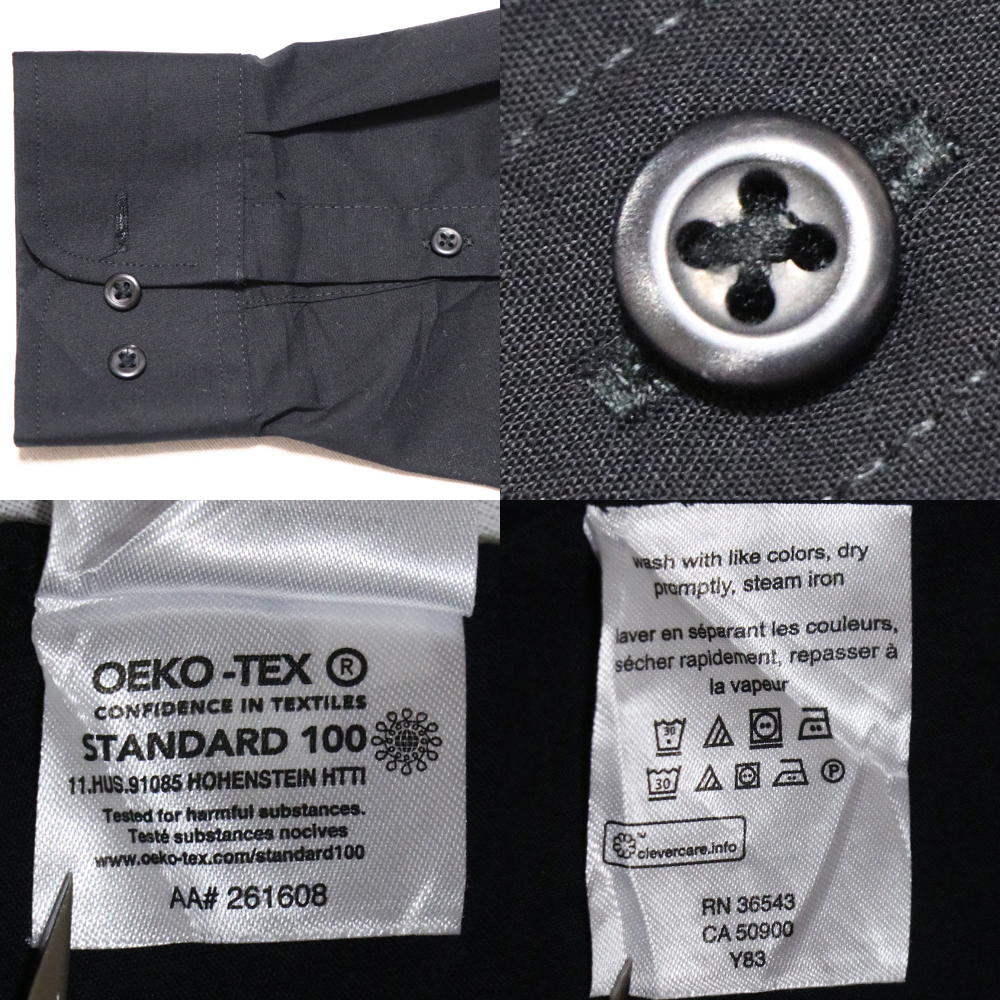 OEKO-TEX ®
CONFIDENCE IN TEXTILES
STANDARD 100
11.HUS.91085 HOHENSTEIN HTTI
Tested for harmful substances.
Testé substances nocives
www.oeko-tex.com/standard100
AA# 261608
wash with like colors, dry
promptly, steam iron
laver en séparant les couleurs,
sécher rapidement, repasser à
la vapeur
30
30 P
clevercare.info ™
RN 36543
CA 50900
Y83